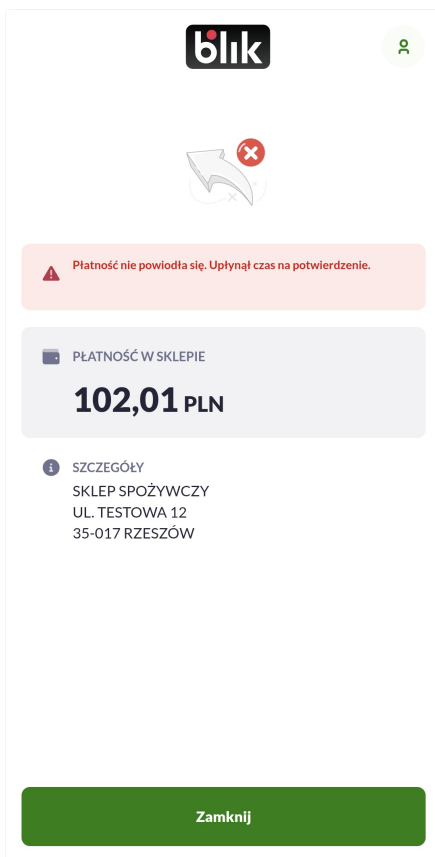 blik
Płatność nie powiodła się. Upłynął czas na potwierdzenie.
PŁATNOŚĆ W SKLEPIE
102,01 PLN
SZCZEGÓŁY
SKLEP SPOŻYWCZY
UL. TESTOWA 12
35-017 RZESZÓW
Zamknij